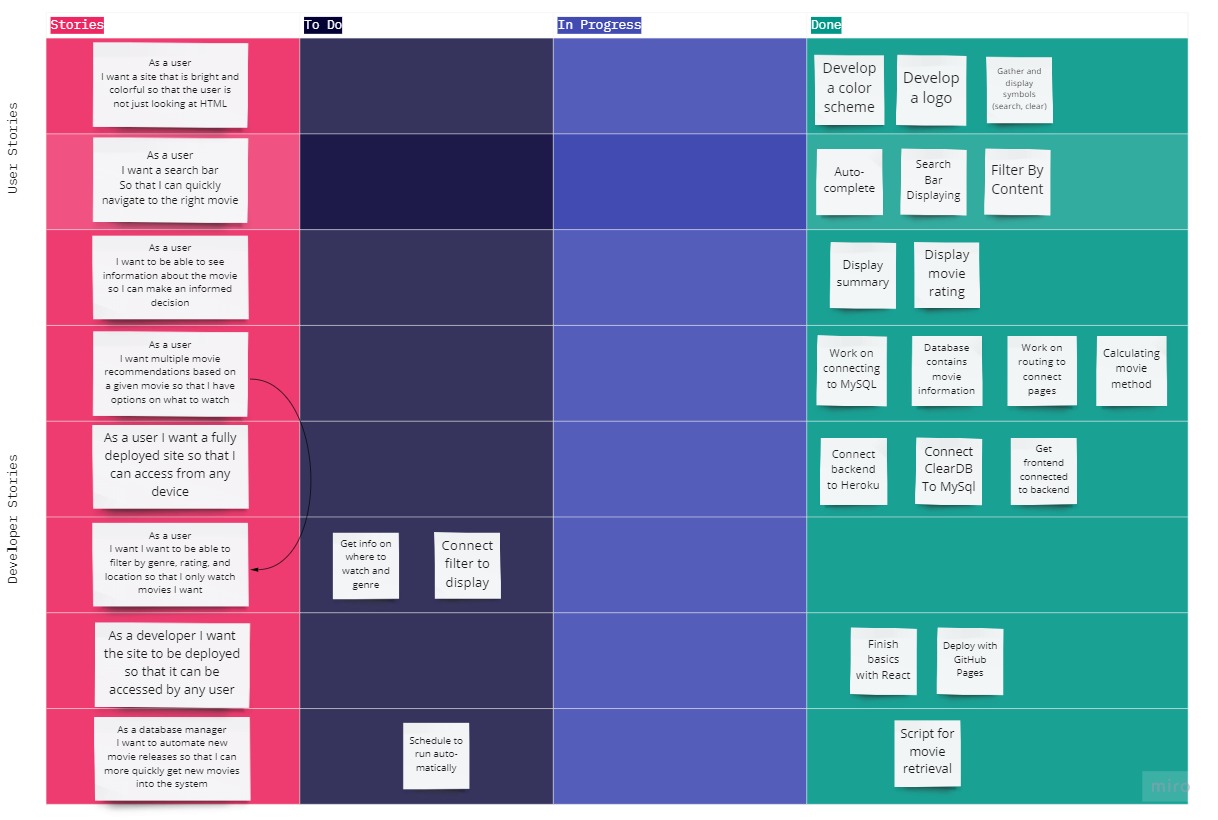 Stories
To Do
In Progress
Done
User Stories
As a user
I want a site that is bright and
colorful so that the user is
not just looking at HTML
Develop
a color
scheme
Develop
a logo
Gather and
display
symbols
(search, clear)
As a user
I want a search bar
So that I can quickly
navigate to the right movie
Auto-
complete
Search
Bar
Displaying
Filter By
Content
As a user
I want to be able to see
information about the movie
so I can make an informed
decision
Display
summary
Display
movie
rating
As a user
I want multiple movie
recommendations based on
a given movie so that I have
options on what to watch
Work on
connecting
to MySQL
Database
contains
movie
information
Work on
routing to
connect
pages
Calculating
movie
method
Developer Stories
As a user I want a fully
deployed site so that I
can access from any
device
Connect
backend
to Heroku
Connect
ClearDB
To MySql
Get
frontend
connected
to backend
As a user
I want I want to be able to
filter by genre, rating, and
location so that I only watch
movies I want
Get info on
where to
watch and
genre
Connect
filter to
display
As a developer I want
the site to be deployed
so that it can be
accessed by any user
Finish
basics
with React
Deploy with
GitHub
Pages
As a database manager
I want to automate new
movie releases so that I can
more quickly get new movies
into the system
Schedule to
run auto-
matically
Script for
movie
retrieval
miro